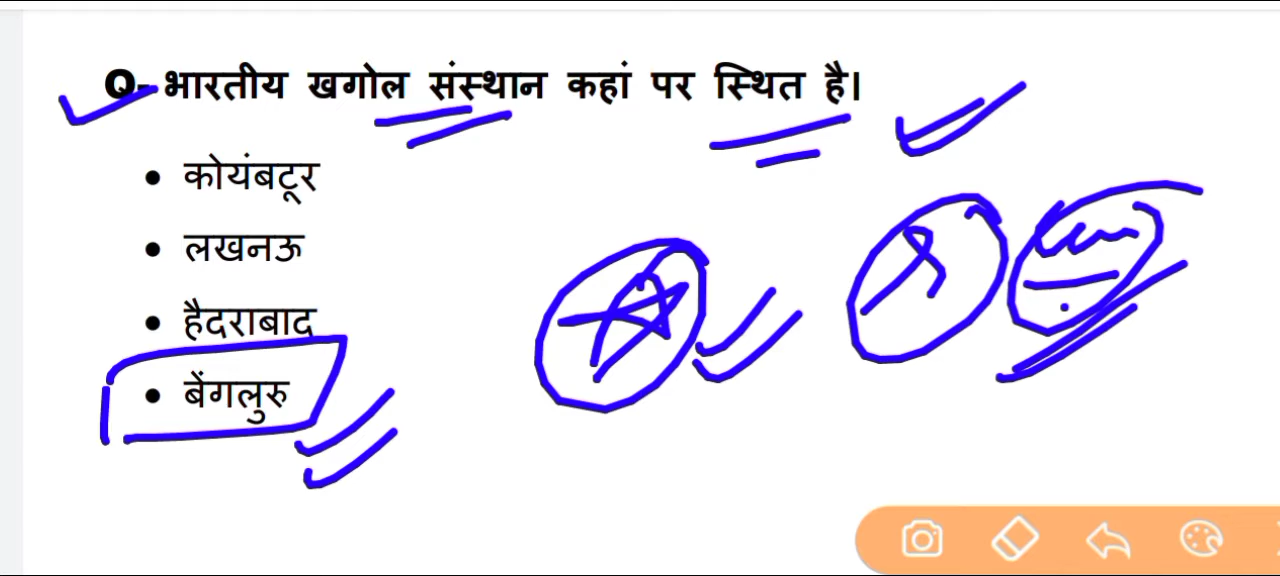 Q- भारतीय खगोल संस्थान कहां पर स्थित है।
• कोयंबटूर
• लखनऊ
• हैदराबाद
• बेंगलुरु